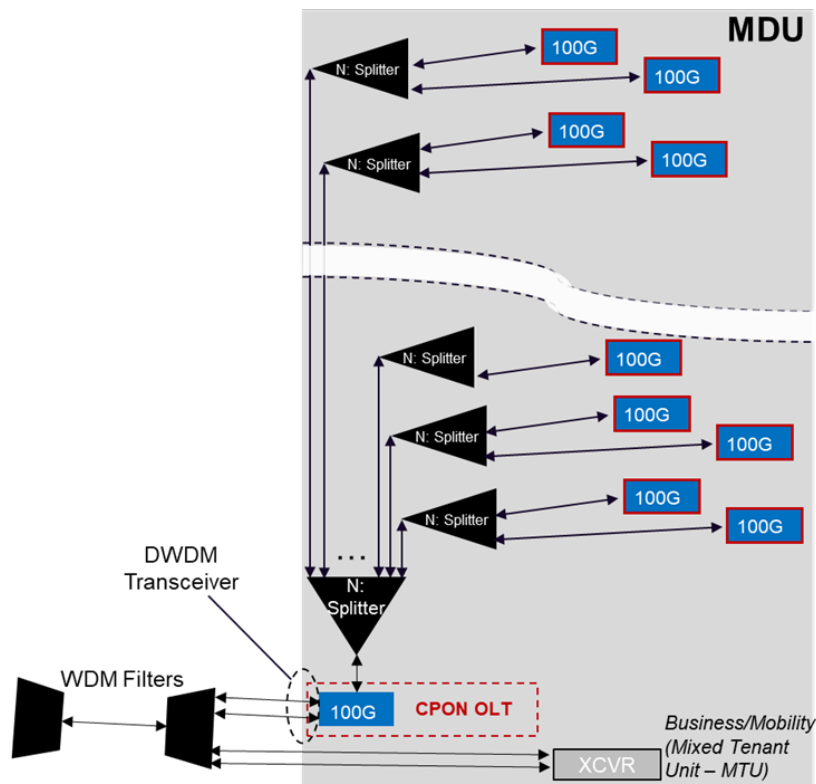 MDU
100G
N: Splitter
100G
100G
N: Splitter
100G
N: Splitter
100G
100G
N: Splitter
100G
100G
N: Splitter
100G
...
DWDM
Transceiver
N:
Splitter
WDM Filters
100G
CPON OLT
Business/Mobility
(Mixed Tenant
Unit – MTU)
XCVR